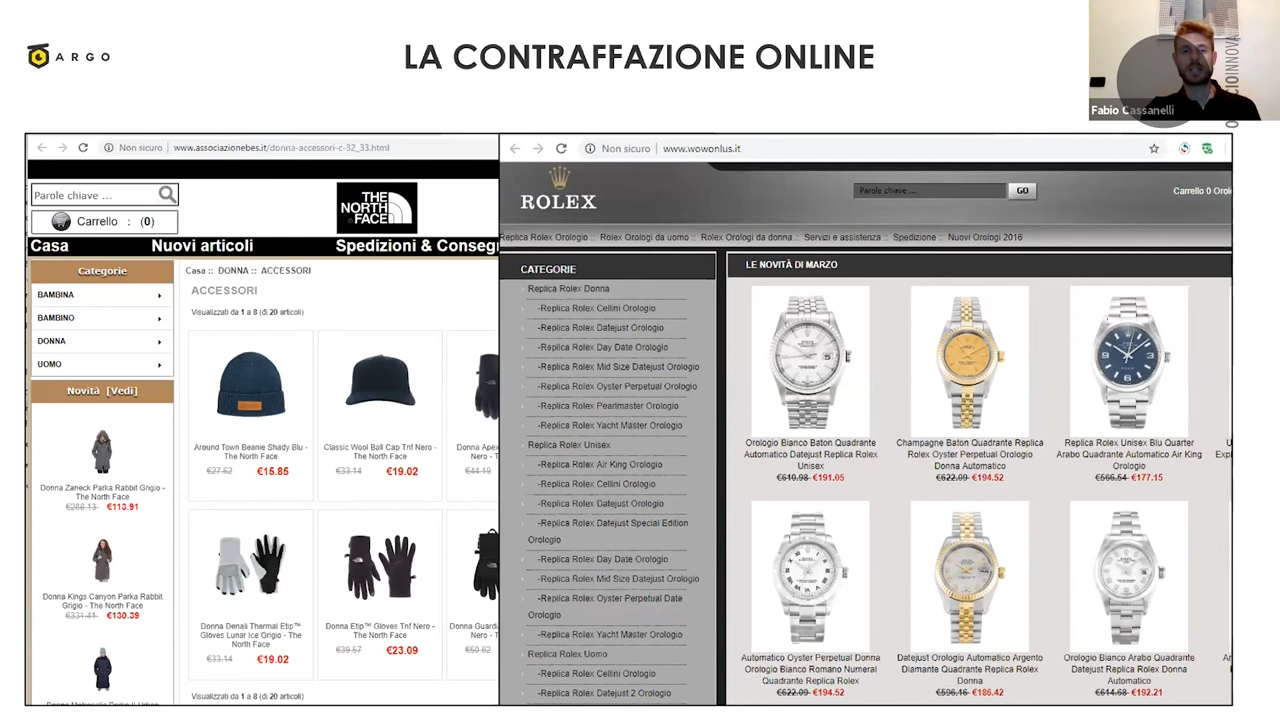 ARGO
LA CONTRAFFAZIONE ONLINE
Fabio Cassanelli
Non sicuro
www.associazionebes.it/donna-accessori-c-32_33.html
Parole chiave ...
Carrello : (0)
THE
NORTH
FACE
Casa
Nuovi articoli
Spedizioni & Conseg
Categorie
BAMBINA
BAMBINO
DONNA
UOMO
Novità [Vedi]
Donna Zaneck Parka Rabbit
Grigio - The North Face
€288.13 €113.91
Donna Kings Canyon Parka Rabbit
Grigio - The North Face
€331.41 €130.39
Casa :: DONNA :: ACCESSORI
ACCESSORI
Visualizzati da 1 a 8 (di 20 articoli)
Around Town Beanie Shady Blu -
The North Face
€27.62 €15.85
Classic Wool Ball Cap Tnf Nero -
The North Face
€33.14 €19.02
Donna Apex
Nero - T
€44.19
Donna Denali Thermal Etip™
Gloves Lunar Ice Grigio - The
North Face
€33.14 €19.02
Donna Etip™ Gloves Tnf Nero -
The North Face
€39.57 €23.09
Donna Guardi
Nero - T
€50.62
Visualizzati da 1 a 8 (di 20 articoli)
Non sicuro
www.wowonlus.it
ROLEX
Parole chiave ...
GO
Carrello 0 Orol
Replica Rolex Orologio :: Rolex Orologi da uomo :: Rolex Orologi da donna :: Servizi e assistenza :: Spedizione :: Nuovi Orologi 2016
CATEGORIE
Replica Rolex Donna
-Replica Rolex Cellini Orologio
-Replica Rolex Datejust Orologio
-Replica Rolex Day Date Orologio
-Replica Rolex Mid Size Datejust Orologio
-Replica Rolex Oyster Perpetual Orologio
-Replica Rolex Pearlmaster Orologio
-Replica Rolex Yacht Master Orologio
Replica Rolex Unisex
-Replica Rolex Air King Orologio
-Replica Rolex Cellini Orologio
-Replica Rolex Datejust Orologio
-Replica Rolex Datejust Special Edition
Orologio
-Replica Rolex Day Date Orologio
-Replica Rolex Mid Size Datejust Orologio
-Replica Rolex Oyster Perpetual Date
Orologio
-Replica Rolex Yacht Master Orologio
Replica Rolex Uomo
-Replica Rolex Cellini Orologio
-Replica Rolex Datejust 2 Orologio
LE NOVITÀ DI MARZO
Orologio Bianco Baton Quadrante
Automatico Datejust Replica Rolex
Unisex
€610.98 €191.05
Champagne Baton Quadrante Replica
Rolex Oyster Perpetual Orologio
Donna Automatico
€622.09 €194.52
Replica Rolex Unisex Blu Quarter
Arabo Quadrante Automatico Air King
Orologio
€566.54 €177.15
Automatico Oyster Perpetual Donna
Orologio Bianco Romano Numeral
Quadrante Replica Rolex
€622.09 €194.52
Datejust Orologio Automatico Argento
Diamante Quadrante Replica Rolex
Donna
€596.16 €186.42
Orologio Bianco Arabo Quadrante
Datejust Replica Rolex Donna
Automatico
€614.68 €192.21